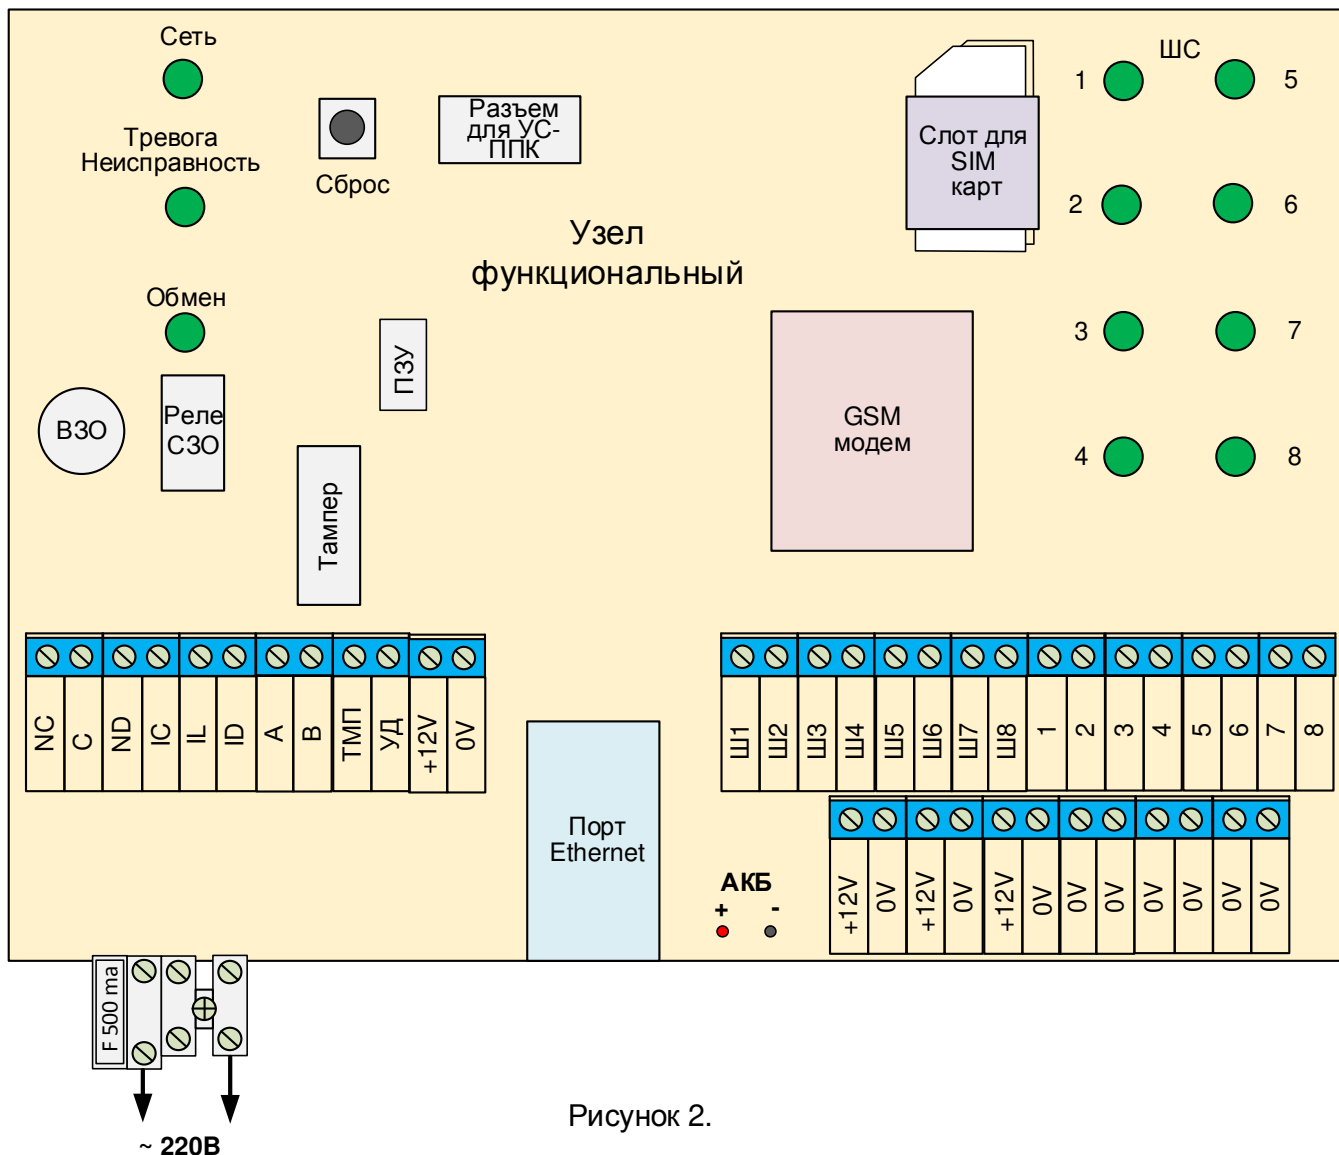 Сеть
Тревога
Неисправность
Обмен
Сброс
Разъем
для УС-
ППК
Узел
функциональный
Слот для
SIM
карт
ШС
1
5
2
6
3
7
4
8
ВЗО
Реле
СЗО
ПЗУ
Тампер
GSM
модем
NC
C
ND
IC
IL
ID
A
B
ТМП
УД
+12V
0V
Ш1
Ш2
Ш3
Ш4
Ш5
Ш6
Ш7
Ш8
1
2
3
4
5
6
7
8
Порт
Ethernet
АКБ
+ -
+12V
0V
+12V
0V
+12V
0V
0V
0V
0V
0V
0V
0V
F 500 ma
~ 220В
Рисунок 2.